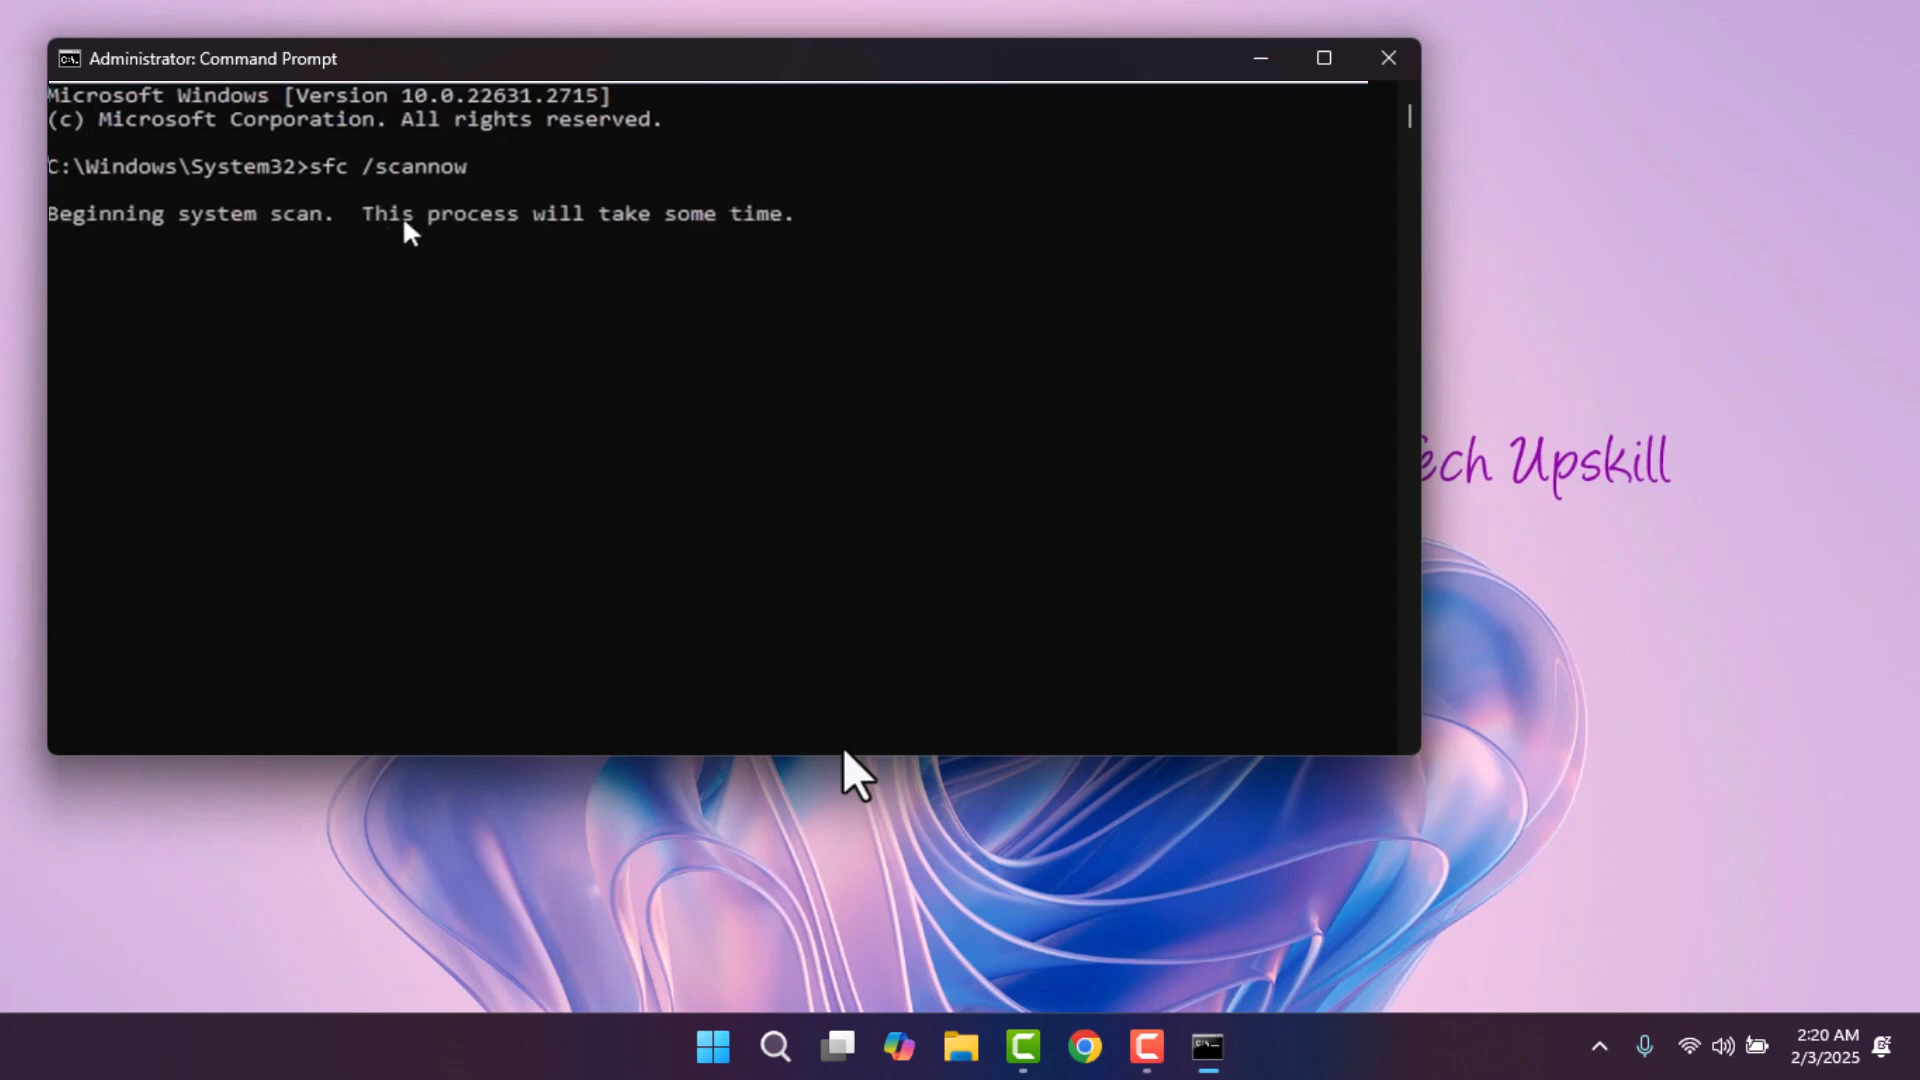 Administrator: Command Prompt
Microsoft Windows [Version 10.0.22631.2715]
(c) Microsoft Corporation. All rights reserved.
C:\Windows\System32>sfc /scannow
Beginning system scan.  This process will take some time.
ech Upskill
2:20 AM
2/3/2025